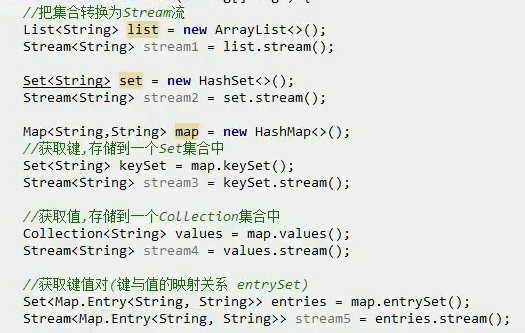 //把集合转换为Stream流
List<String> list = new ArrayList<>();
Stream<String> stream1 = list.stream();
Set<String> set = new HashSet<>();
Stream<String> stream2 = set.stream();
Map<String,String> map = new HashMap<>();
//获取键,存储到一个Set集合中
Set<String> keySet = map.keySet();
Stream<String> stream3 = keySet.stream();
//获取值,存储到一个Collection集合中
Collection<String> values = map.values();
Stream<String> stream4 = values.stream();
//获取键值对(键与值的映射关系 entrySet)
Set<Map.Entry<String, String>> entries = map.entrySet();
Stream<Map.Entry<String, String>> stream5 = entries.stream();